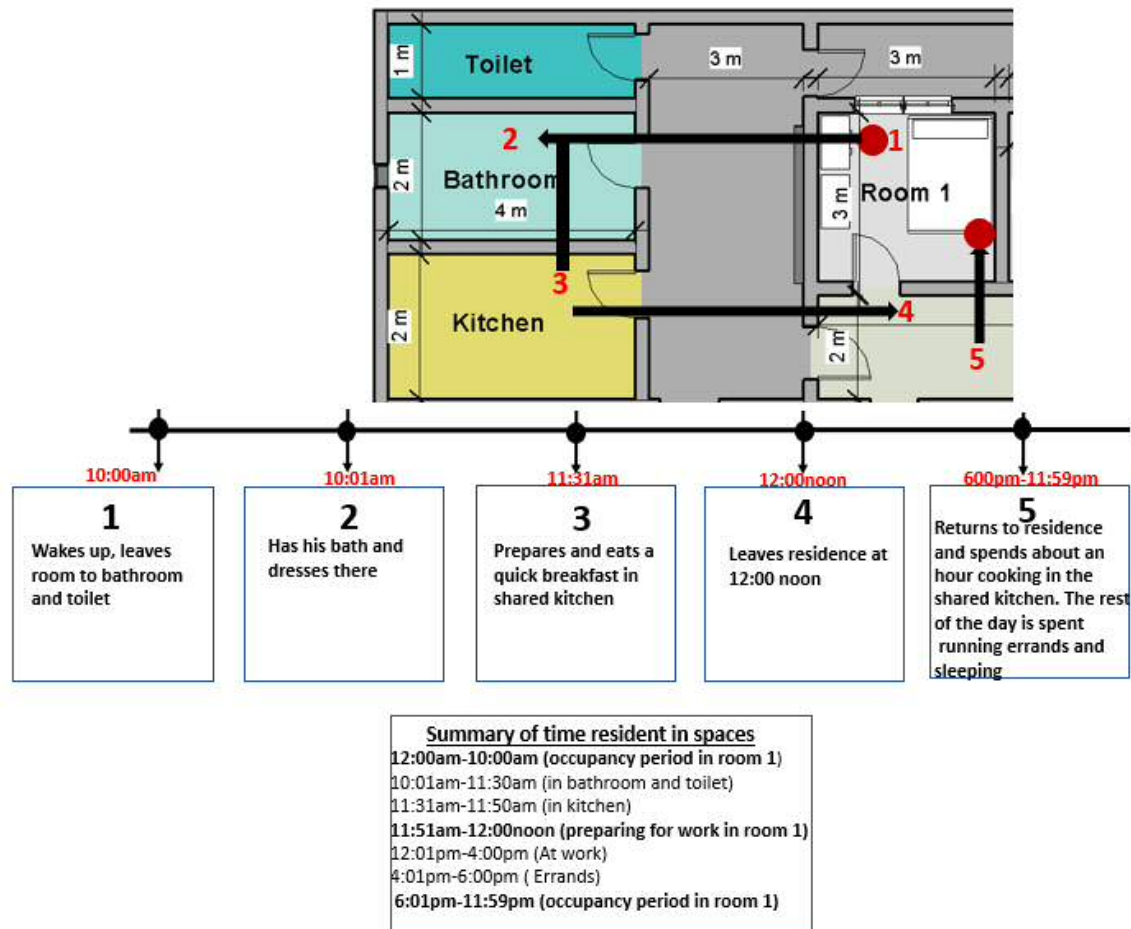 Toilet
1 m
3 m
3 m
2
1
Bathroom
2 m
4 m
3 m
Room 1
3
4
Kitchen
2 m
2 m
5
10:00am
10:01am
11:31am
12:00noon
600pm-11:59pm
1
Wakes up, leaves
room to bathroom
and toilet
2
Has his bath and
dresses there
3
Prepares and eats a
quick breakfast in
shared kitchen
4
Leaves residence at
12:00 noon
5
Returns to residence
and spends about an
hour cooking in the
shared kitchen. The rest
of the day is spent
running errands and
sleeping
Summary of time resident in spaces
12:00am-10:00am (occupancy period in room 1)
10:01am-11:30am (in bathroom and toilet)
11:31am-11:50am (in kitchen)
11:51am-12:00noon (preparing for work in room 1)
12:01pm-4:00pm (At work)
4:01pm-6:00pm ( Errands)
6:01pm-11:59pm (occupancy period in room 1)